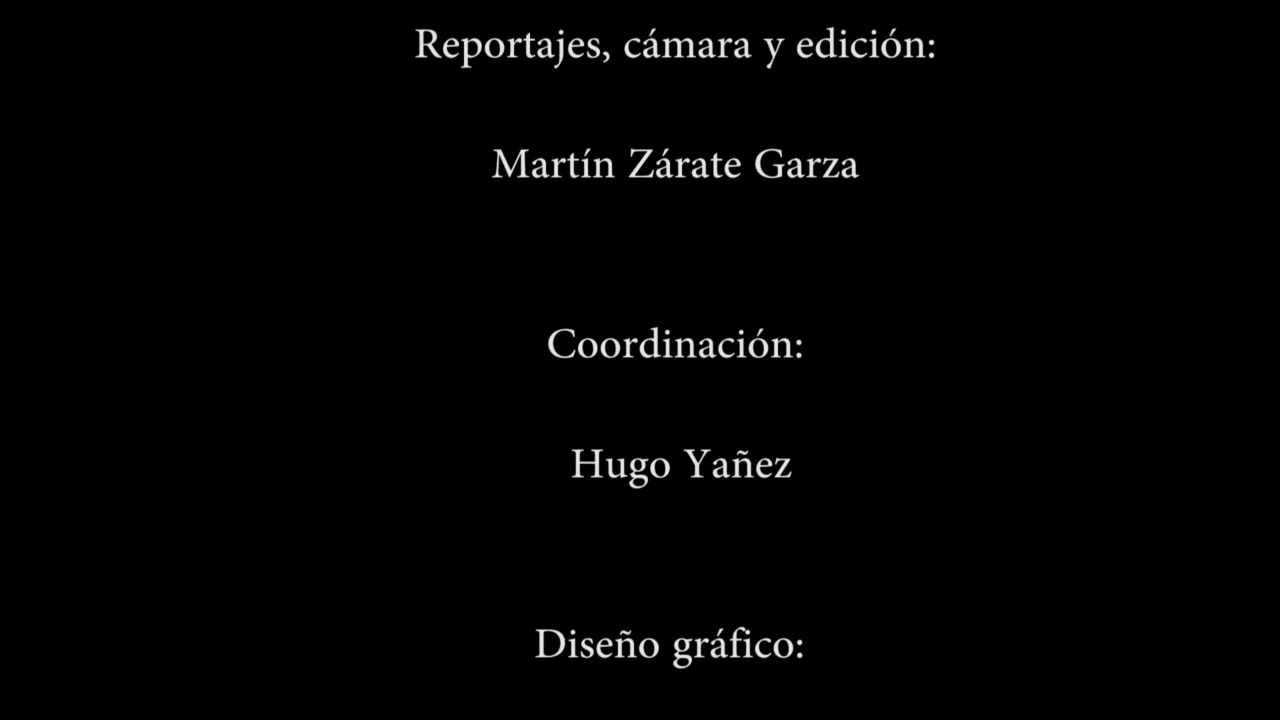 Reportajes, cámara y edición:
Martín Zárate Garza
Coordinación:
Hugo Yañez
Diseño gráfico: